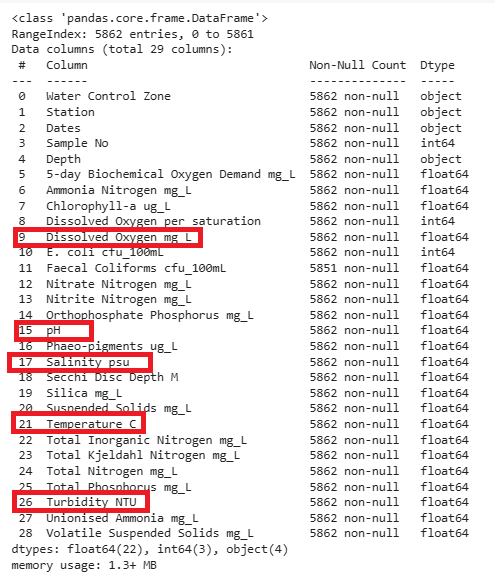 <class 'pandas.core.frame.DataFrame'>
RangeIndex: 5862 entries, 0 to 5861
Data columns (total 29 columns):
 #   Column                            Non-Null Count  Dtype
---  ------                            --------------  -----
 0   Water Control Zone                5862 non-null   object
 1   Station                           5862 non-null   object
 2   Dates                             5862 non-null   object
 3   Sample No                         5862 non-null   int64
 4   Depth                             5862 non-null   object
 5   5-day Biochemical Oxygen Demand mg_L  5862 non-null   float64
 6   Ammonia Nitrogen mg_L             5862 non-null   float64
 7   Chlorophyll-a ug_L                5862 non-null   float64
 8   Dissolved Oxygen per saturation   5862 non-null   int64
 9   Dissolved Oxygen mg_L             5862 non-null   float64
 10  E. coli cfu_100mL                 5862 non-null   int64
 11  Faecal Coliforms cfu_100mL        5851 non-null   float64
 12  Nitrate Nitrogen mg_L             5862 non-null   float64
 13  Nitrite Nitrogen mg_L             5862 non-null   float64
 14  Orthophosphate Phosphorus mg_L    5862 non-null   float64
 15  pH                                5862 non-null   float64
 16  Phaeo-pigments ug_L               5862 non-null   float64
 17  Salinity psu                      5862 non-null   float64
 18  Secchi Disc Depth M               5862 non-null   float64
 19  Silica mg_L                       5862 non-null   float64
 20  Suspended Solids mg_L             5862 non-null   float64
 21  Temperature C                     5862 non-null   float64
 22  Total Inorganic Nitrogen mg_L     5862 non-null   float64
 23  Total Kjeldahl Nitrogen mg_L      5862 non-null   float64
 24  Total Nitrogen mg_L               5862 non-null   float64
 25  Total Phosphorus mg_L             5862 non-null   float64
 26  Turbidity NTU                     5862 non-null   float64
 27  Unionised Ammonia mg_L            5862 non-null   float64
 28  Volatile Suspended Solids mg_L    5862 non-null   float64
dtypes: float64(22), int64(3), object(4)
memory usage: 1.3+ MB